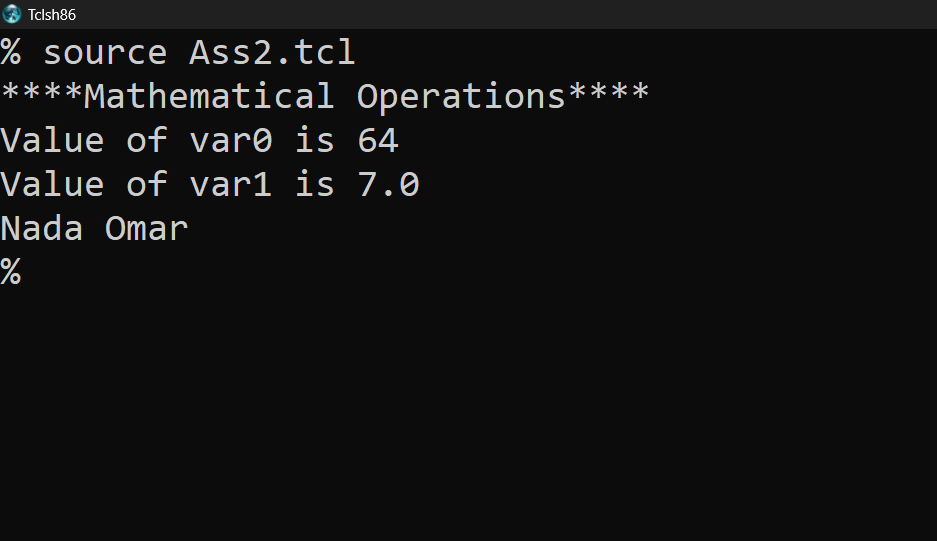 Tclsh86
% source Ass2.tcl
****Mathematical Operations****
Value of var0 is 64
Value of var1 is 7.0
Nada Omar
%